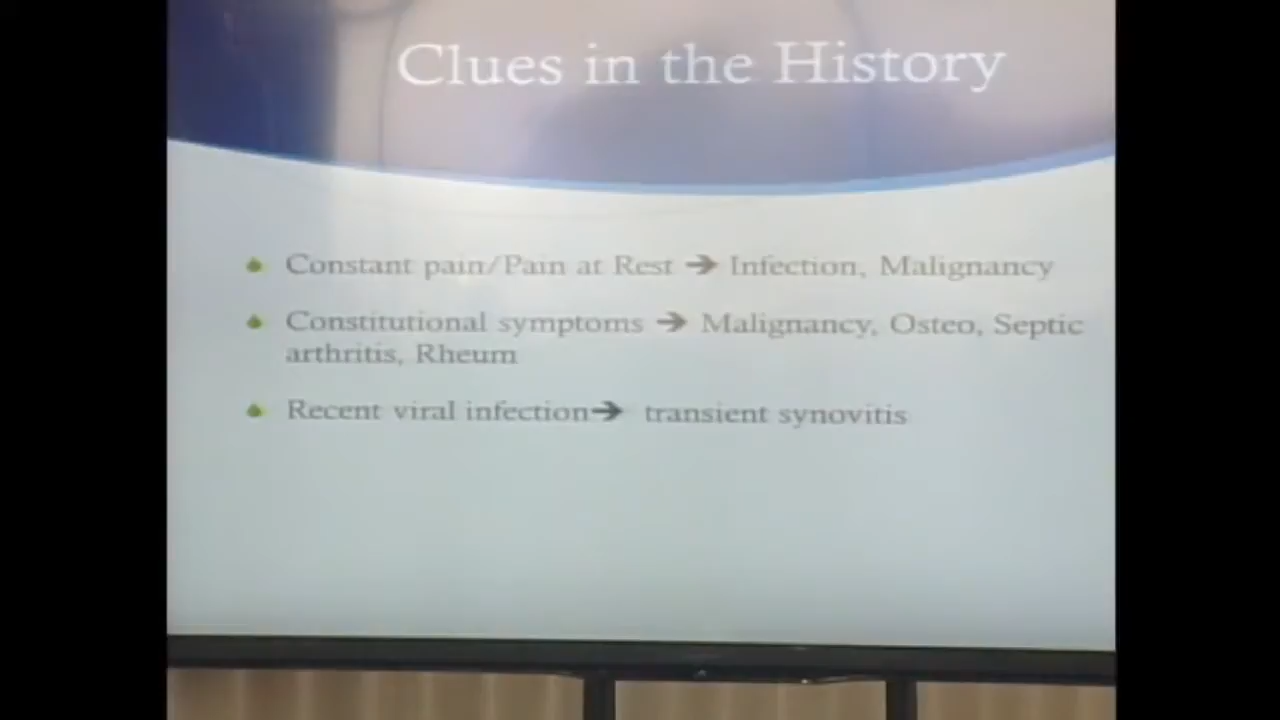 Clues in the History
Constant pain/Pain at Rest ➔ Infection, Malignancy
Constitutional symptoms ➔ Malignancy, Osteo, Septic
arthritis, Rheum
Recent viral infection➔ transient synovitis